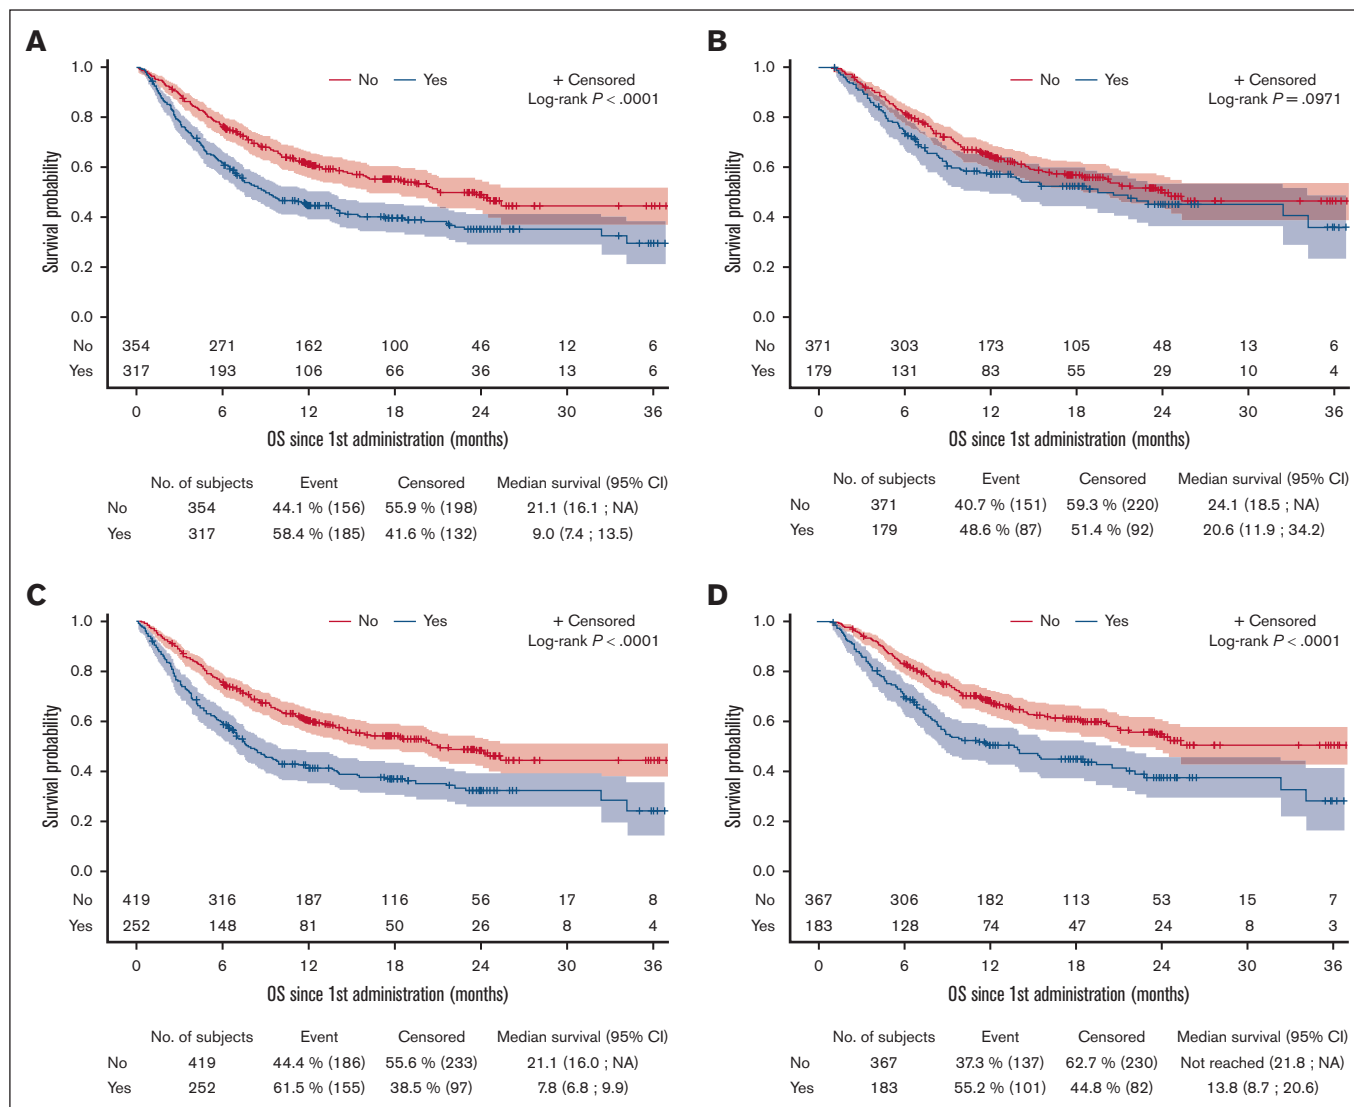 A
1.0
0.8
0.6
0.4
0.2
0.0
Survival probability
No Yes
+ Censored
Log-rank P < .0001
No 354 271 162 100 46 12 6
Yes 317 193 106 66 36 13 6
0 6 12 18 24 30 36
OS since 1st administration (months)
No. of subjects Event Censored Median survival (95% CI)
No 354 44.1 % (156) 55.9 % (198) 21.1 (16.1 ; NA)
Yes 317 58.4 % (185) 41.6 % (132) 9.0 (7.4 ; 13.5)
B
1.0
0.8
0.6
0.4
0.2
0.0
Survival probability
No Yes
+ Censored
Log-rank P = .0971
No 371 303 173 105 48 13 6
Yes 179 131 83 55 29 10 4
0 6 12 18 24 30 36
OS since 1st administration (months)
No. of subjects Event Censored Median survival (95% CI)
No 371 40.7 % (151) 59.3 % (220) 24.1 (18.5 ; NA)
Yes 179 48.6 % (87) 51.4 % (92) 20.6 (11.9 ; 34.2)
C
1.0
0.8
0.6
0.4
0.2
0.0
Survival probability
No Yes
+ Censored
Log-rank P < .0001
No 419 316 187 116 56 17 8
Yes 252 148 81 50 26 8 4
0 6 12 18 24 30 36
OS since 1st administration (months)
No. of subjects Event Censored Median survival (95% CI)
No 419 44.4 % (186) 55.6 % (233) 21.1 (16.0 ; NA)
Yes 252 61.5 % (155) 38.5 % (97) 7.8 (6.8 ; 9.9)
D
1.0
0.8
0.6
0.4
0.2
0.0
Survival probability
No Yes
+ Censored
Log-rank P < .0001
No 367 306 182 113 53 15 7
Yes 183 128 74 47 24 8 3
0 6 12 18 24 30 36
OS since 1st administration (months)
No. of subjects Event Censored Median survival (95% CI)
No 367 37.3 % (137) 62.7 % (230) Not reached (21.8 ; NA)
Yes 183 55.2 % (101) 44.8 % (82) 13.8 (8.7 ; 20.6)